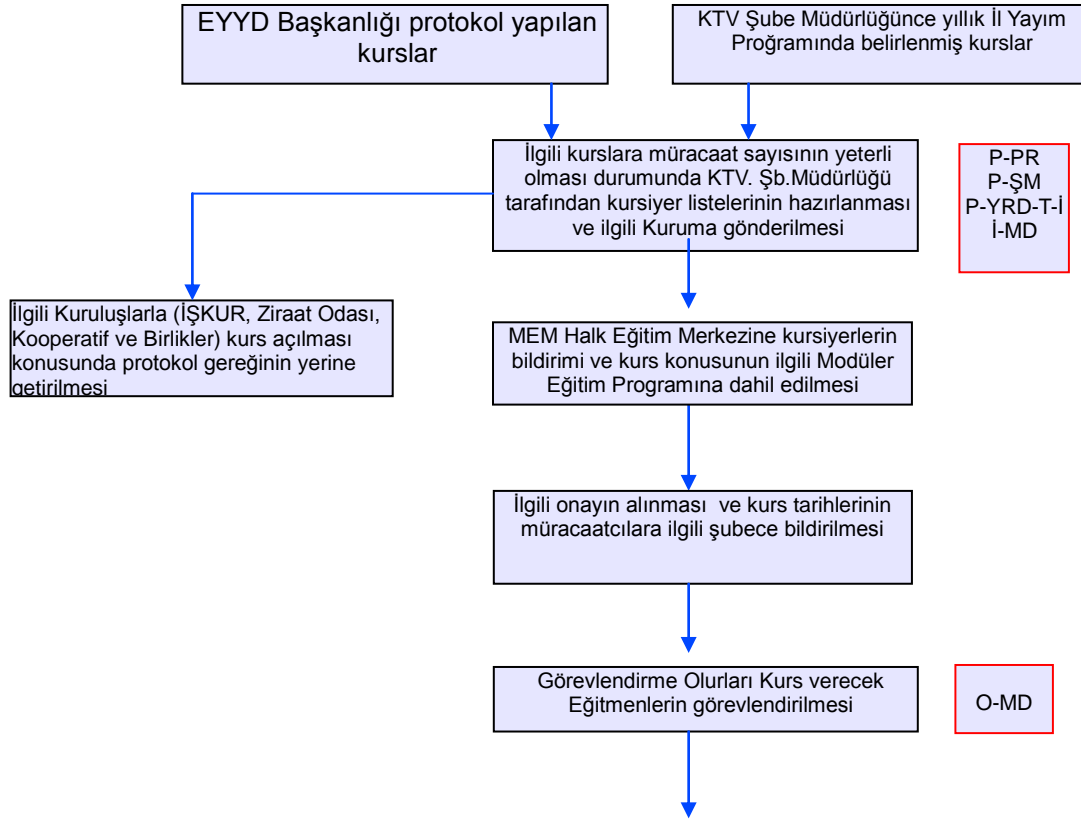 EYYD Başkanlığı protokol yapılan
kurslar
KTV Şube Müdürlüğünce yıllık İl Yayım
Proğramında belirlenmiş kurslar
İlgili kurslara müracaat sayısının yeterli
olması durumunda KTV. Şb.Müdürlüğü
tarafından kursiyer listelerinin hazırlanması
ve ilgili Kuruma gönderilmesi
P-PR
P-ŞM
P-YRD-T-İ
İ-MD
İlgili Kuruluşlarla (İŞKUR, Ziraat Odası,
Kooperatif ve Birlikler) kurs açılması
konusunda protokol gereğinin yerine
getirilmesi
MEM Halk Eğitim Merkezine kursiyerlerin
bildirimi ve kurs konusunun ilgili Modüler
Eğitim Programına dahil edilmesi
İlgili onayın alınması ve kurs tarihlerinin
müracaatcılara ilgili şubece bildirilmesi
Görevlendirme Olurları Kurs verecek
Eğitmenlerin görevlendirilmesi
O-MD